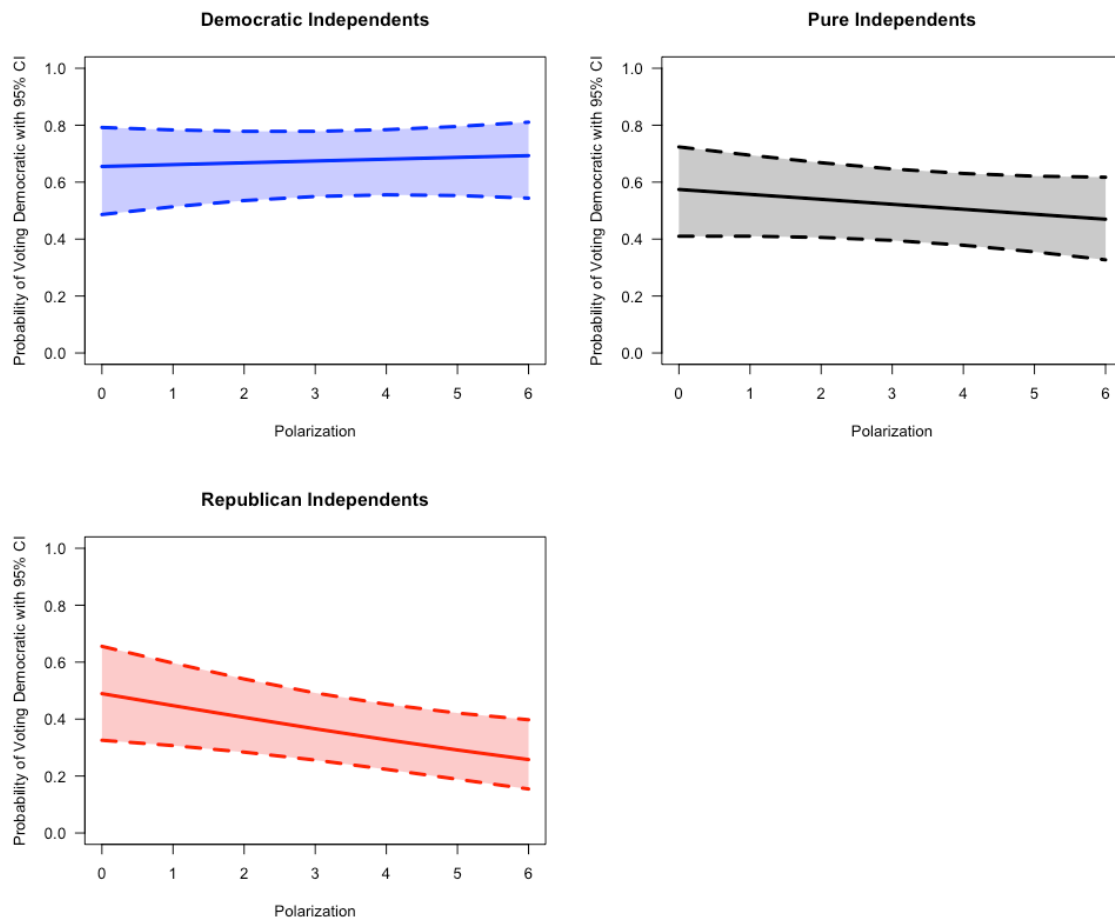 Democratic Independents
Probability of Voting Democratic with 95% CI
1.0
0.8
0.6
0.4
0.2
0.0
0 1 2 3 4 5 6
Polarization
Pure Independents
Probability of Voting Democratic with 95% CI
1.0
0.8
0.6
0.4
0.2
0.0
0 1 2 3 4 5 6
Polarization
Republican Independents
Probability of Voting Democratic with 95% CI
1.0
0.8
0.6
0.4
0.2
0.0
0 1 2 3 4 5 6
Polarization